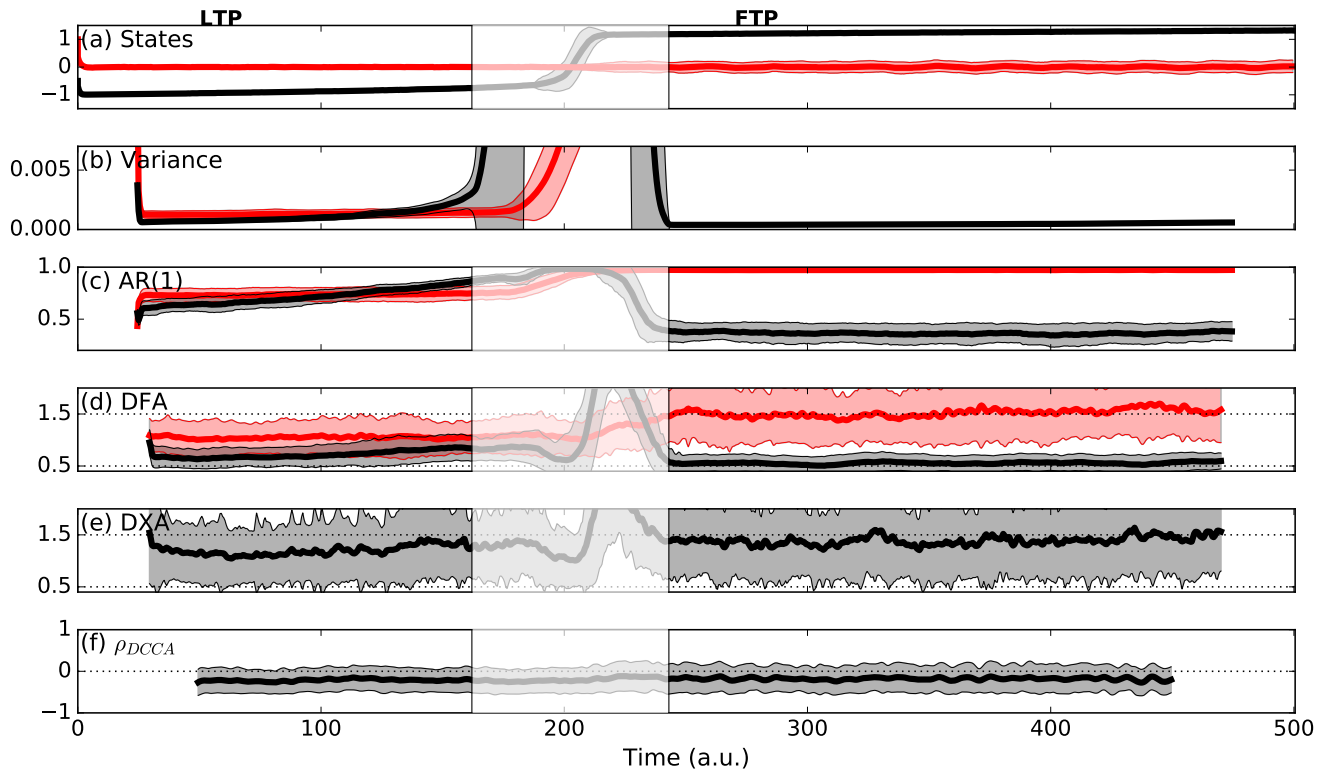 LTP FTP
(a) States
1
0
−1
(b) Variance
0.005
0.000
(c) AR(1)
1.0
0.5
(d) DFA
1.5
0.5
(e) DXA
1.5
0.5
(f) ρDCCA
1
0
−1
0 100 200 300 400 500
Time (a.u.)